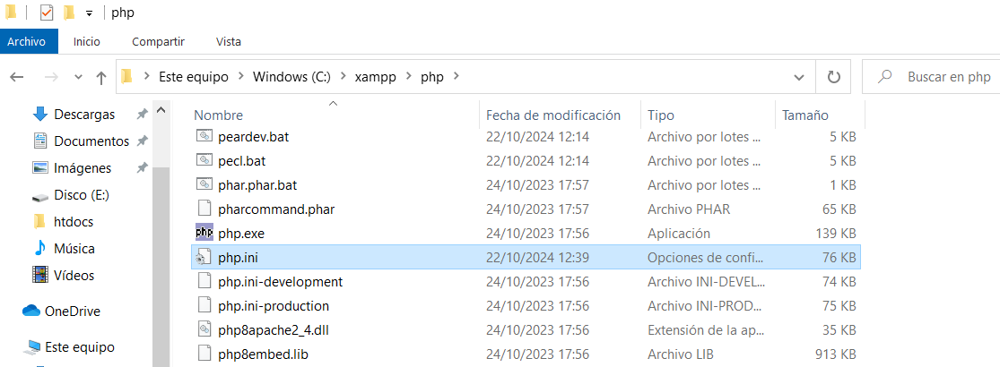 php
Archivo Inicio Compartir Vista
Este equipo Windows (C:) xampp php Buscar en php
Nombre Fecha de modificación Tipo Tamaño
Descargas
Documentos
Imágenes
Disco (E:)
htdocs
Música
Vídeos
OneDrive
Este equipo
peardev.bat 22/10/2024 12:14 Archivo por lotes ... 5 KB
pecl.bat 22/10/2024 12:14 Archivo por lotes ... 5 KB
phar.phar.bat 24/10/2023 17:57 Archivo por lotes ... 1 KB
pharcommand.phar 24/10/2023 17:57 Archivo PHAR 65 KB
php php.exe 24/10/2023 17:56 Aplicación 139 KB
php.ini 22/10/2024 12:39 Opciones de confi... 76 KB
php.ini-development 24/10/2023 17:56 Archivo INI-DEVEL... 74 KB
php.ini-production 24/10/2023 17:56 Archivo INI-PROD... 75 KB
php8apache2_4.dll 24/10/2023 17:56 Extensión de la ap... 35 KB
php8embed.lib 24/10/2023 17:56 Archivo LIB 913 KB